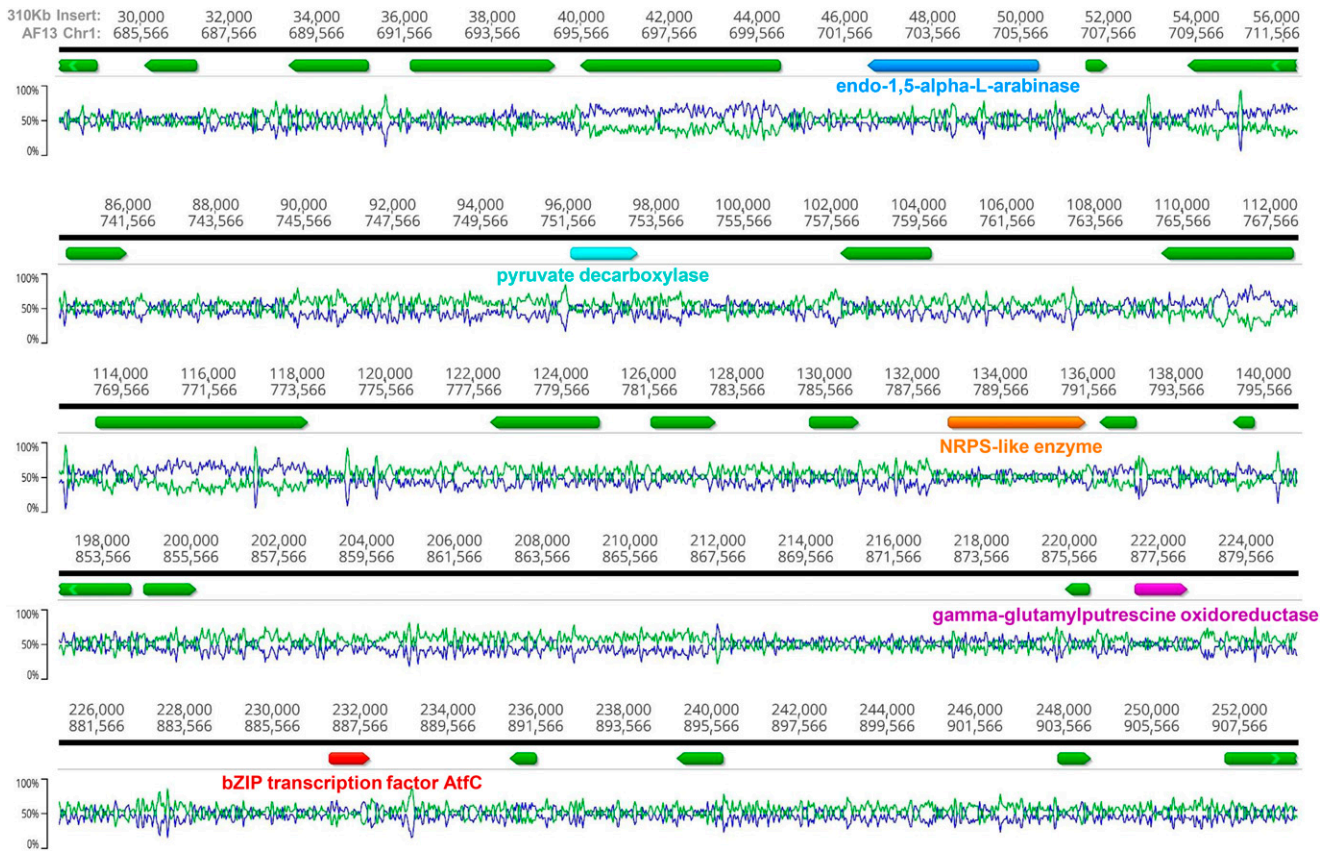 310Kb Insert: 30,000 32,000 34,000 36,000 38,000 40,000 42,000 44,000 46,000 48,000 50,000 52,000 54,000 56,000
AF13 Chr1: 685,566 687,566 689,566 691,566 693,566 695,566 697,566 699,566 701,566 703,566 705,566 707,566 709,566 711,566
endo-1,5-alpha-L-arabinase
100%
50%
0%
86,000 88,000 90,000 92,000 94,000 96,000 98,000 100,000 102,000 104,000 106,000 108,000 110,000 112,000
741,566 743,566 745,566 747,566 749,566 751,566 753,566 755,566 757,566 759,566 761,566 763,566 765,566 767,566
pyruvate decarboxylase
100%
50%
0%
114,000 116,000 118,000 120,000 122,000 124,000 126,000 128,000 130,000 132,000 134,000 136,000 138,000 140,000
769,566 771,566 773,566 775,566 777,566 779,566 781,566 783,566 785,566 787,566 789,566 791,566 793,566 795,566
NRPS-like enzyme
100%
50%
0%
198,000 200,000 202,000 204,000 206,000 208,000 210,000 212,000 214,000 216,000 218,000 220,000 222,000 224,000
853,566 855,566 857,566 859,566 861,566 863,566 865,566 867,566 869,566 871,566 873,566 875,566 877,566 879,566
gamma-glutamylputrescine oxidoreductase
100%
50%
0%
226,000 228,000 230,000 232,000 234,000 236,000 238,000 240,000 242,000 244,000 246,000 248,000 250,000 252,000
881,566 883,566 885,566 887,566 889,566 891,566 893,566 895,566 897,566 899,566 901,566 903,566 905,566 907,566
bZIP transcription factor AtfC
100%
50%
0%